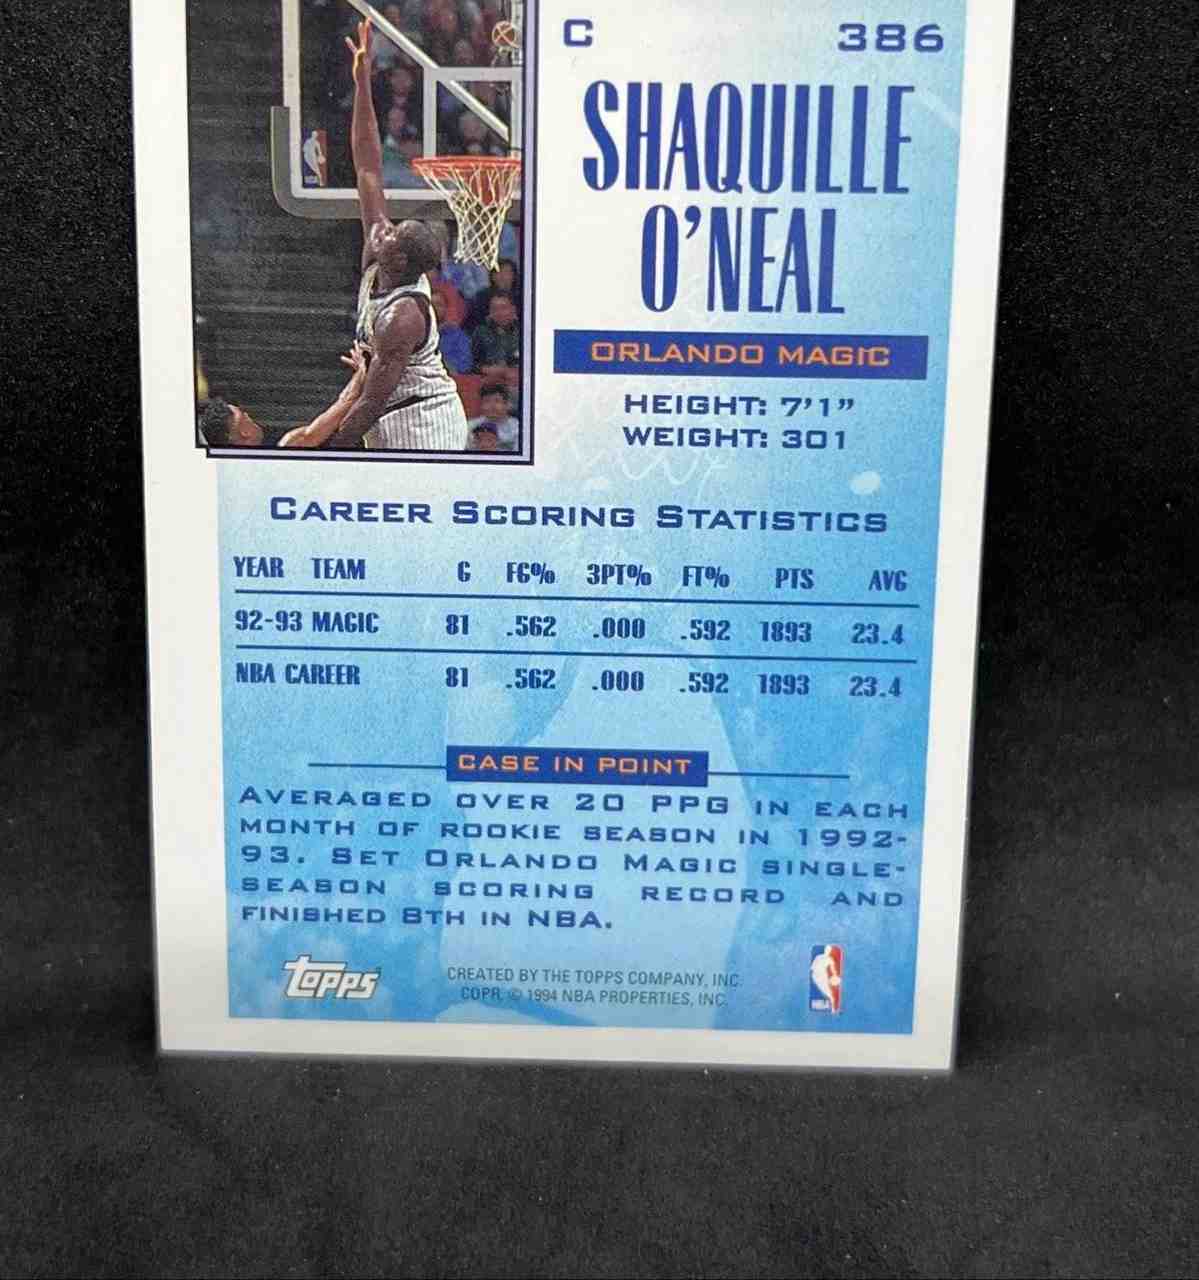 C 386
SHAQUILLE
O'NEAL
ORLANDO MAGIC
HEIGHT: 7'1"
WEIGHT: 301
CAREER SCORING STATISTICS
YEAR TEAM G FG% 3PT% FT% PTS AVG
92-93 MAGIC 81 .562 .000 .592 1893 23.4
NBA CAREER 81 .562 .000 .592 1893 23.4
CASE IN POINT
AVERAGED OVER 20 PPG IN EACH
MONTH OF ROOKIE SEASON IN 1992-
93. SET ORLANDO MAGIC SINGLE-
SEASON SCORING RECORD AND
FINISHED 8TH IN NBA.
TOPPS
CREATED BY THE TOPPS COMPANY, INC.
COPR. © 1994 NBA PROPERTIES, INC.
NBA